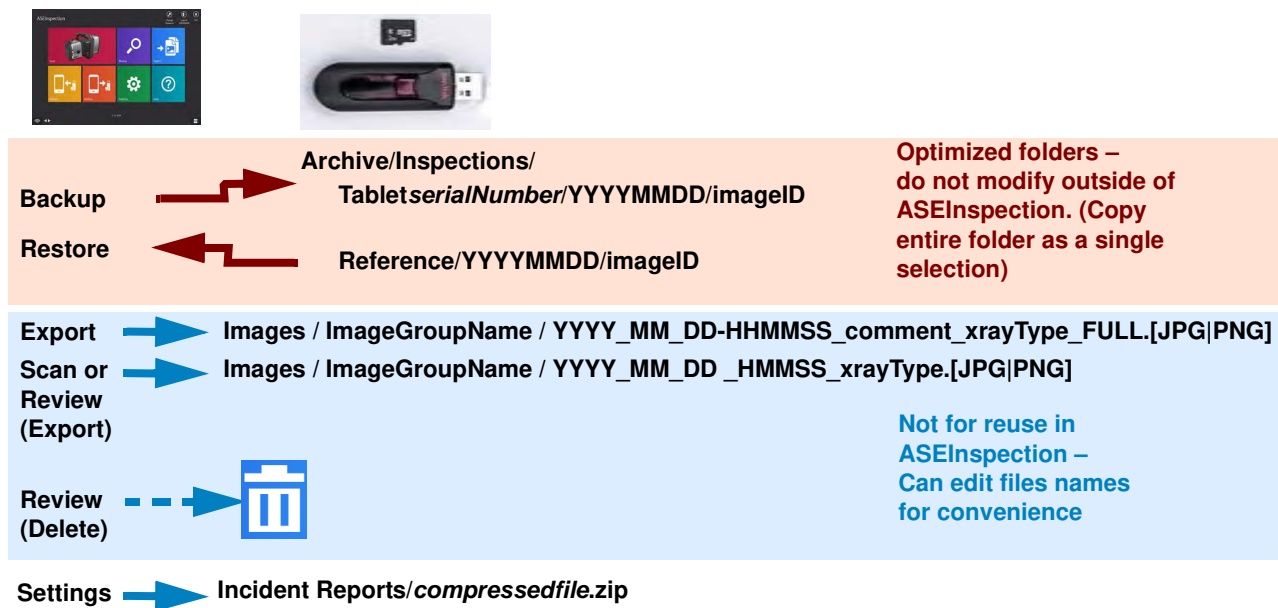 ASEInspection
Backup
Archive/Inspections/
TabletserialNumber/YYYYMMDD/imageID
Restore
Reference/YYYYMMDD/imageID
Optimized folders –
do not modify outside of
ASEInspection. (Copy
entire folder as a single
selection)
Export
Images / ImageGroupName / YYYY_MM_DD-HHMMSS_comment_xrayType_FULL.[JPG|PNG]
Scan or
Review
(Export)
Images / ImageGroupName / YYYY_MM_DD _HMMSS_xrayType.[JPG|PNG]
Not for reuse in
ASEInspection –
Can edit files names
for convenience
Review
(Delete)
Settings
Incident Reports/compressedfile.zip